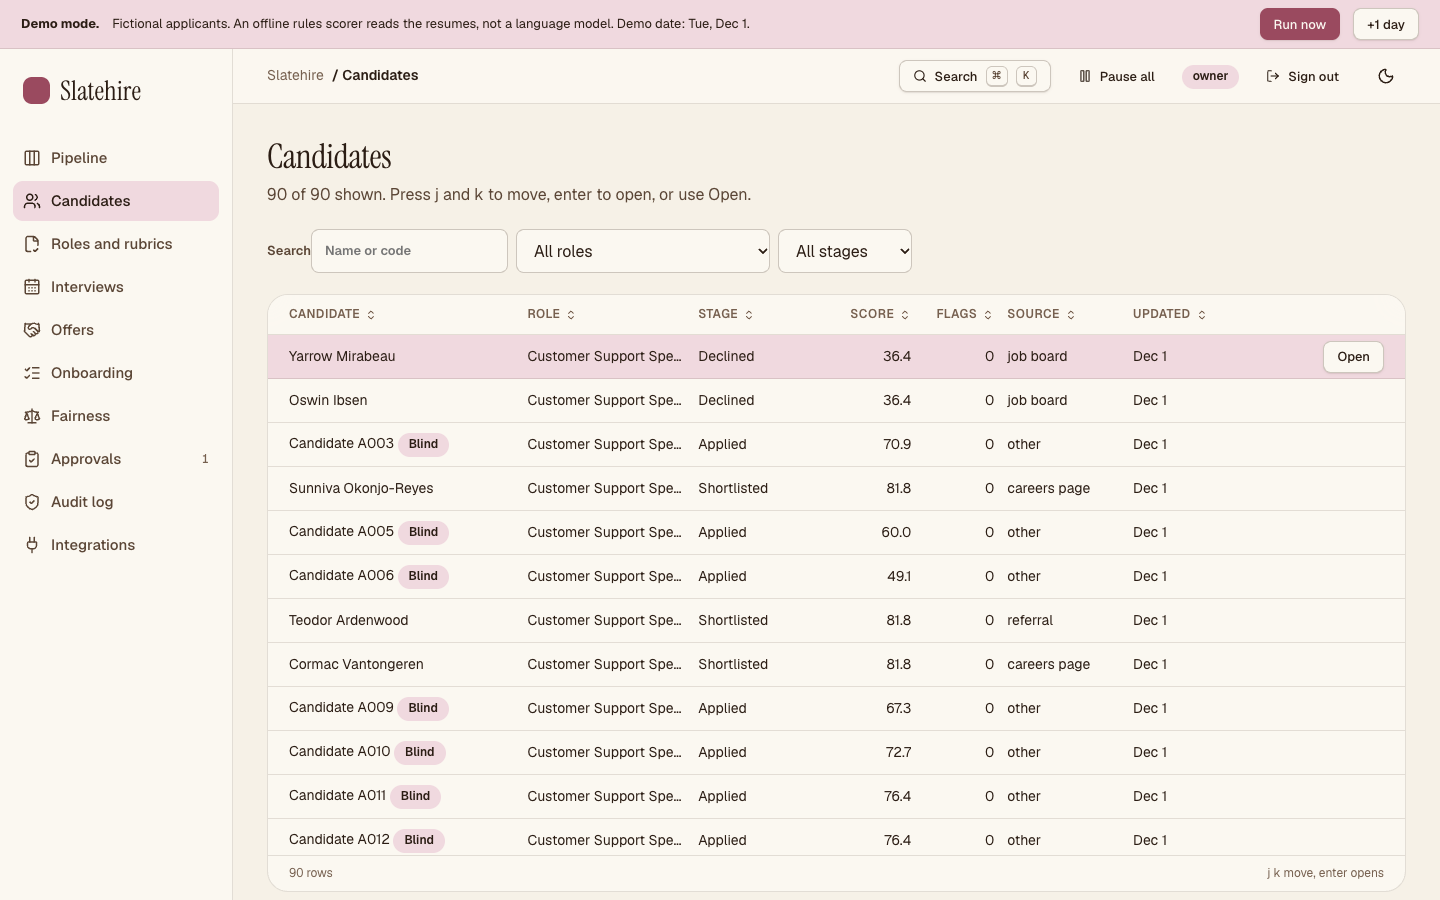 Demo mode. Fictional applicants. An offline rules scorer reads the resumes, not a language model. Demo date: Tue, Dec 1. Run now +1 day
Slatehire
Slatehire / Candidates Search ⌘ K Pause all owner Sign out
Pipeline
Candidates
Roles and rubrics
Interviews
Offers
Onboarding
Fairness
Approvals 1
Audit log
Integrations
Candidates
90 of 90 shown. Press j and k to move, enter to open, or use Open.
Search Name or code All roles All stages
CANDIDATE ROLE STAGE SCORE FLAGS SOURCE UPDATED
Yarrow Mirabeau Customer Support Spe… Declined 36.4 0 job board Dec 1 Open
Oswin Ibsen Customer Support Spe… Declined 36.4 0 job board Dec 1
Candidate A003 Blind Customer Support Spe… Applied 70.9 0 other Dec 1
Sunniva Okonjo-Reyes Customer Support Spe… Shortlisted 81.8 0 careers page Dec 1
Candidate A005 Blind Customer Support Spe… Applied 60.0 0 other Dec 1
Candidate A006 Blind Customer Support Spe… Applied 49.1 0 other Dec 1
Teodor Ardenwood Customer Support Spe… Shortlisted 81.8 0 referral Dec 1
Cormac Vantongeren Customer Support Spe… Shortlisted 81.8 0 careers page Dec 1
Candidate A009 Blind Customer Support Spe… Applied 67.3 0 other Dec 1
Candidate A010 Blind Customer Support Spe… Applied 72.7 0 other Dec 1
Candidate A011 Blind Customer Support Spe… Applied 76.4 0 other Dec 1
Candidate A012 Blind Customer Support Spe… Applied 76.4 0 other Dec 1
90 rows j k move, enter opens